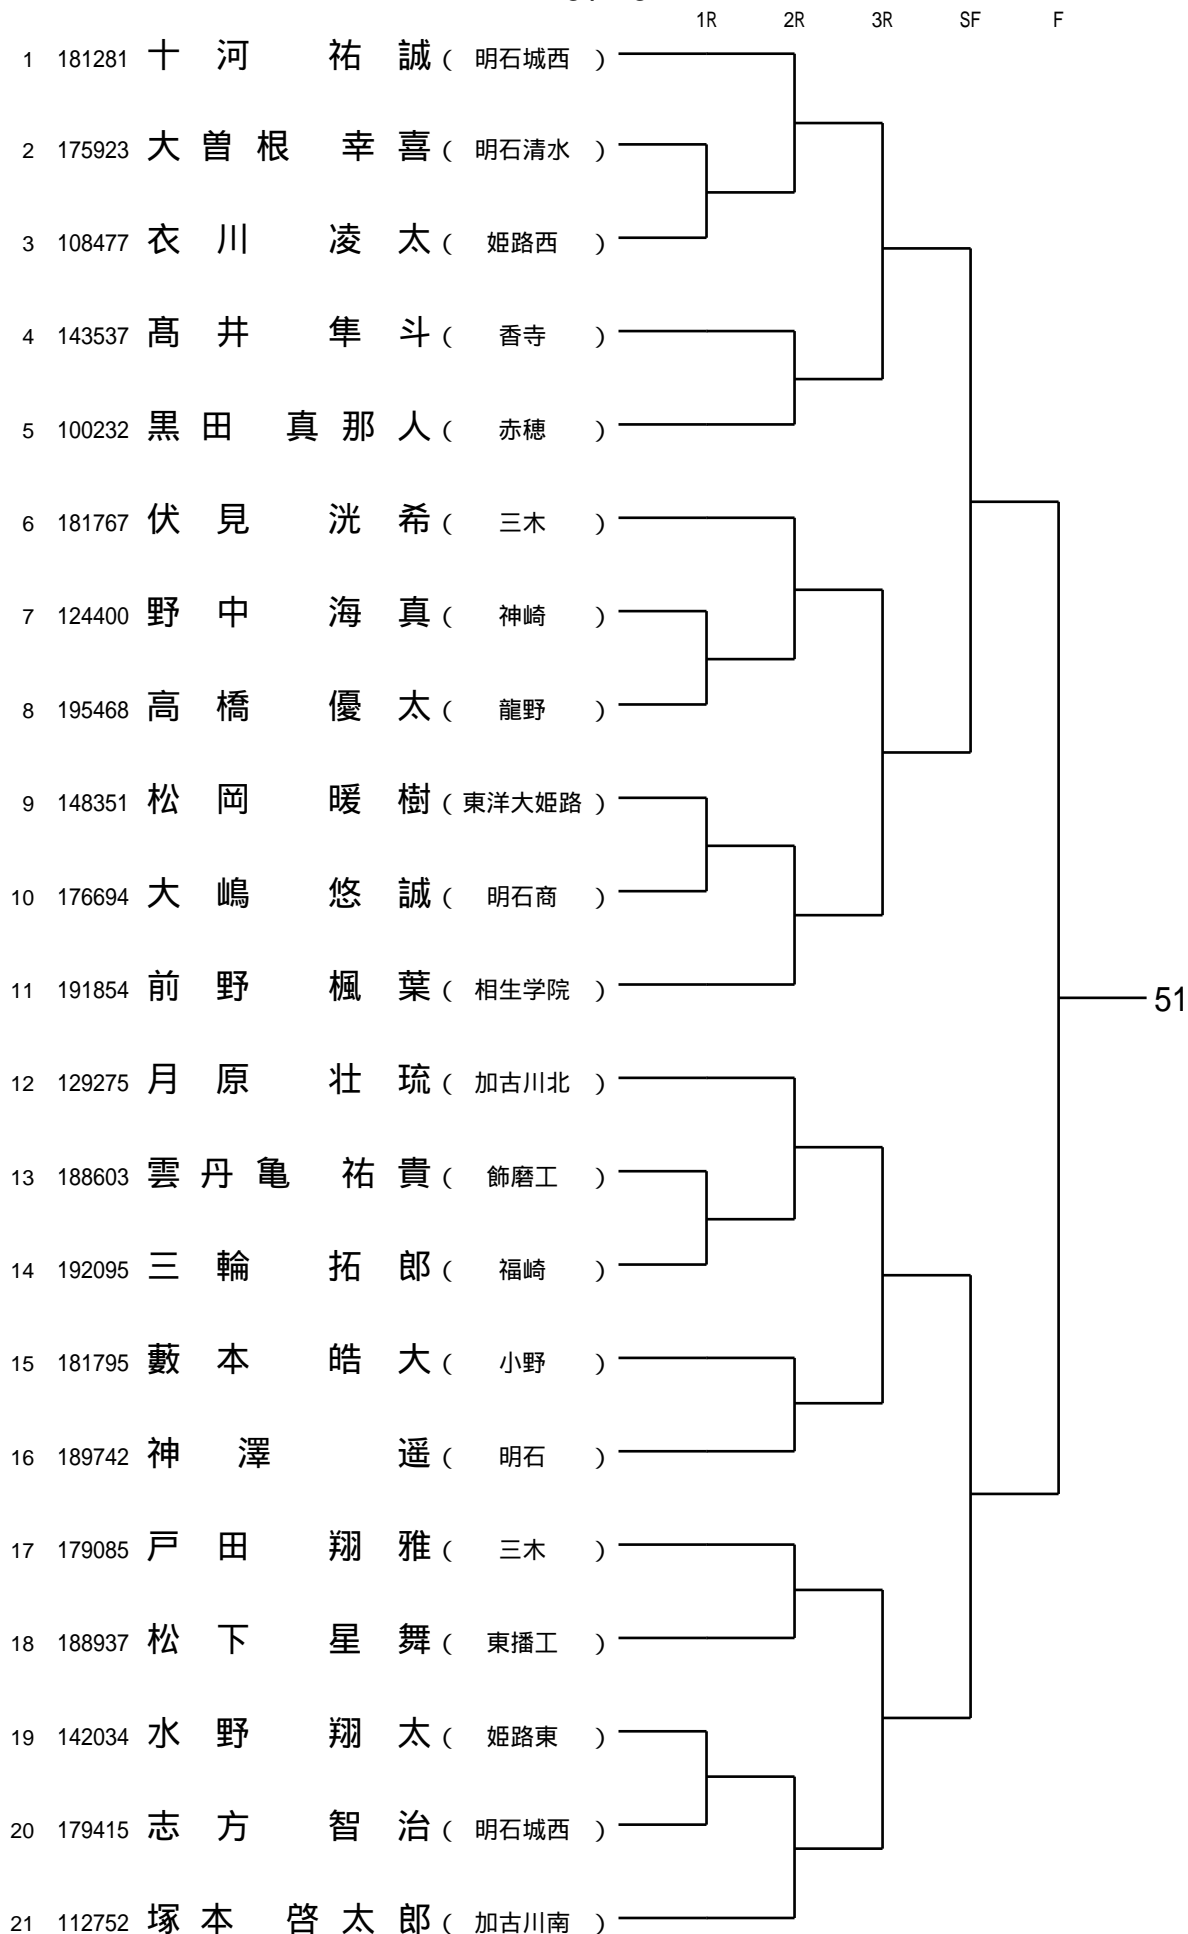 1R 2R 3R SF F
1 181281 十河 祐誠 ( 明石城西 )
2 175923 大曽根 幸喜 ( 明石清水 )
3 108477 衣川 凌太 ( 姫路西 )
4 143537 髙井 隼斗 ( 香寺 )
5 100232 黒田 真那人 ( 赤穂 )
6 181767 伏見 洸希 ( 三木 )
7 124400 野中 海真 ( 神崎 )
8 195468 高橋 優太 ( 龍野 )
9 148351 松岡 暖樹 ( 東洋大姫路 )
10 176694 大嶋 悠誠 ( 明石商 )
11 191854 前野 楓葉 ( 相生学院 )
51
12 129275 月原 壮琉 ( 加古川北 )
13 188603 雲丹亀 祐貴 ( 飾磨工 )
14 192095 三輪 拓郎 ( 福崎 )
15 181795 藪本 皓大 ( 小野 )
16 189742 神澤 遥 ( 明石 )
17 179085 戸田 翔雅 ( 三木 )
18 188937 松下 星舞 ( 東播工 )
19 142034 水野 翔太 ( 姫路東 )
20 179415 志方 智治 ( 明石城西 )
21 112752 塚本 啓太郎 ( 加古川南 )